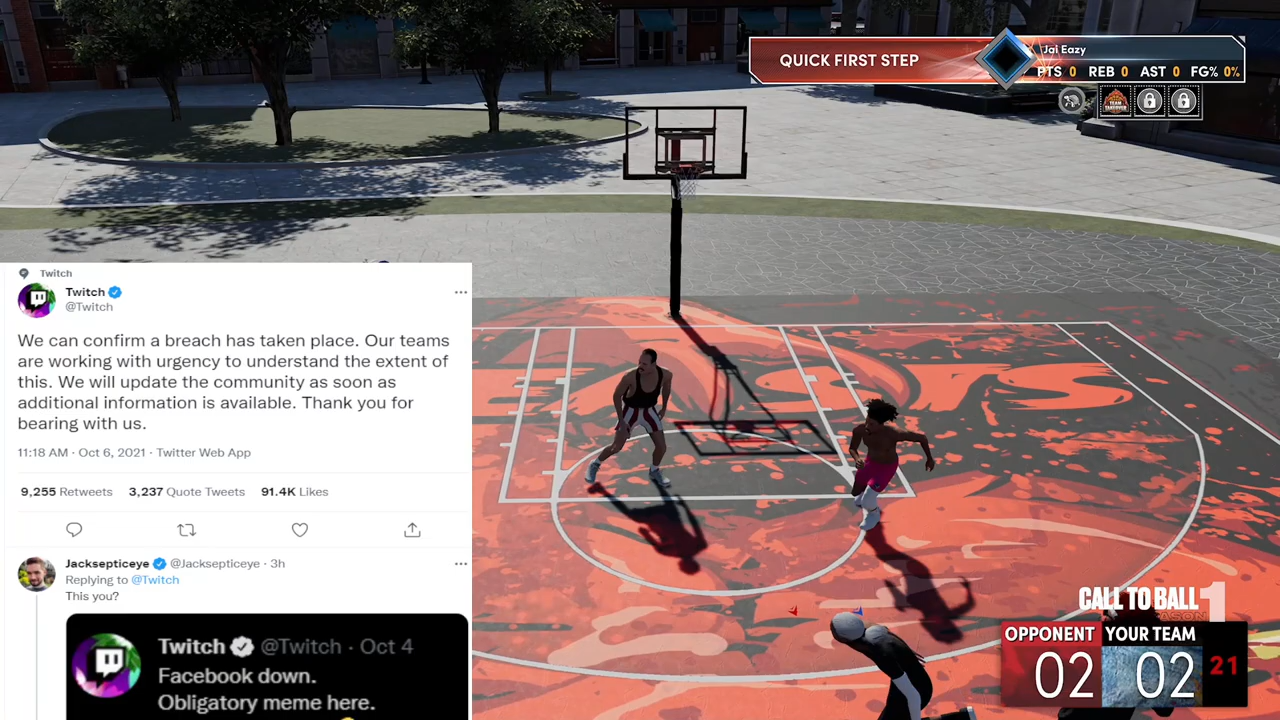 QUICK FIRST STEP
Jai Eazy
PTS 0 REB 0 AST 0 FG% 0%
TEAM TAKEOVER
Twitch
Twitch
@Twitch
We can confirm a breach has taken place. Our teams
are working with urgency to understand the extent of
this. We will update the community as soon as
additional information is available. Thank you for
bearing with us.
11:18 AM · Oct 6, 2021 · Twitter Web App
9,255 Retweets 3,237 Quote Tweets 91.4K Likes
Jacksepticeye @Jacksepticeye · 3h
Replying to @Twitch
This you?
Twitch @Twitch · Oct 4
Facebook down.
Obligatory meme here.
CALL TO BALL 1
SEASON
OPPONENT YOUR TEAM
02 02 21